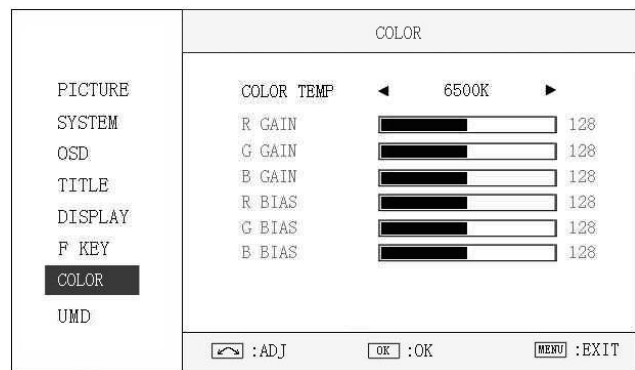 COLOR
PICTURE
SYSTEM
OSD
TITLE
DISPLAY
F KEY
COLOR
UMD
COLOR TEMP ◀ 6500K ▶
R GAIN 128
G GAIN 128
B GAIN 128
R BIAS 128
G BIAS 128
B BIAS 128
:ADJ OK :OK MENU :EXIT